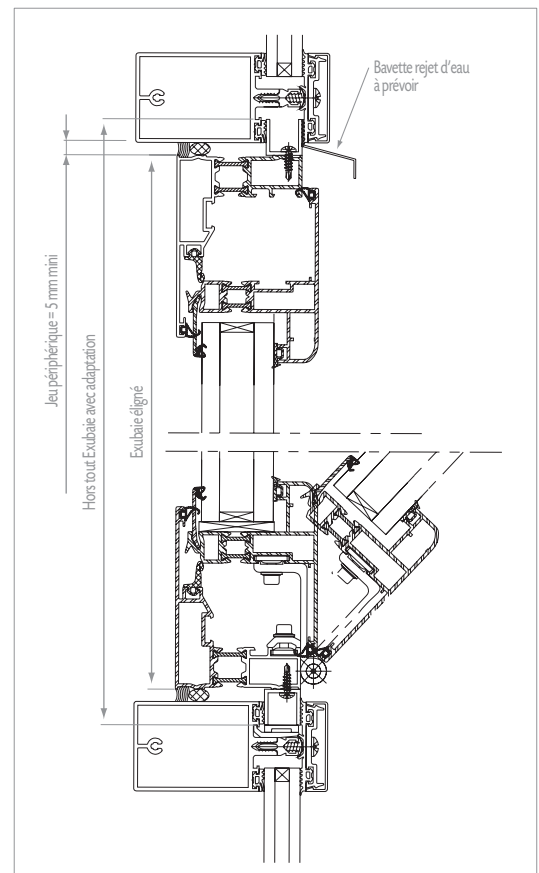 Bavette rejet d'eau
à prévoir
Jeu périphérique = 5 mm mini
Hors tout Exubaie avec adaptation
Exubaie éligné